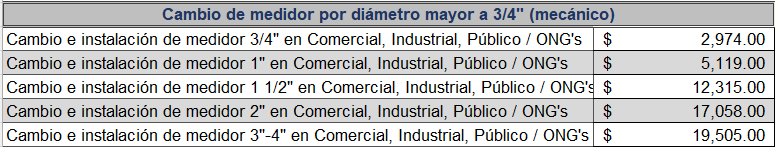 Cambio de medidor por diámetro mayor a 3/4" (mecánico)
Cambio e instalación de medidor 3/4" en Comercial, Industrial, Público / ONG's $ 2,974.00
Cambio e instalación de medidor 1" en Comercial, Industrial, Público / ONG's $ 5,119.00
Cambio e instalación de medidor 1 1/2" en Comercial, Industrial, Público / ONG's $ 12,315.00
Cambio e instalación de medidor 2" en Comercial, Industrial, Público / ONG's $ 17,058.00
Cambio e instalación de medidor 3"-4" en Comercial, Industrial, Público / ONG's $ 19,505.00